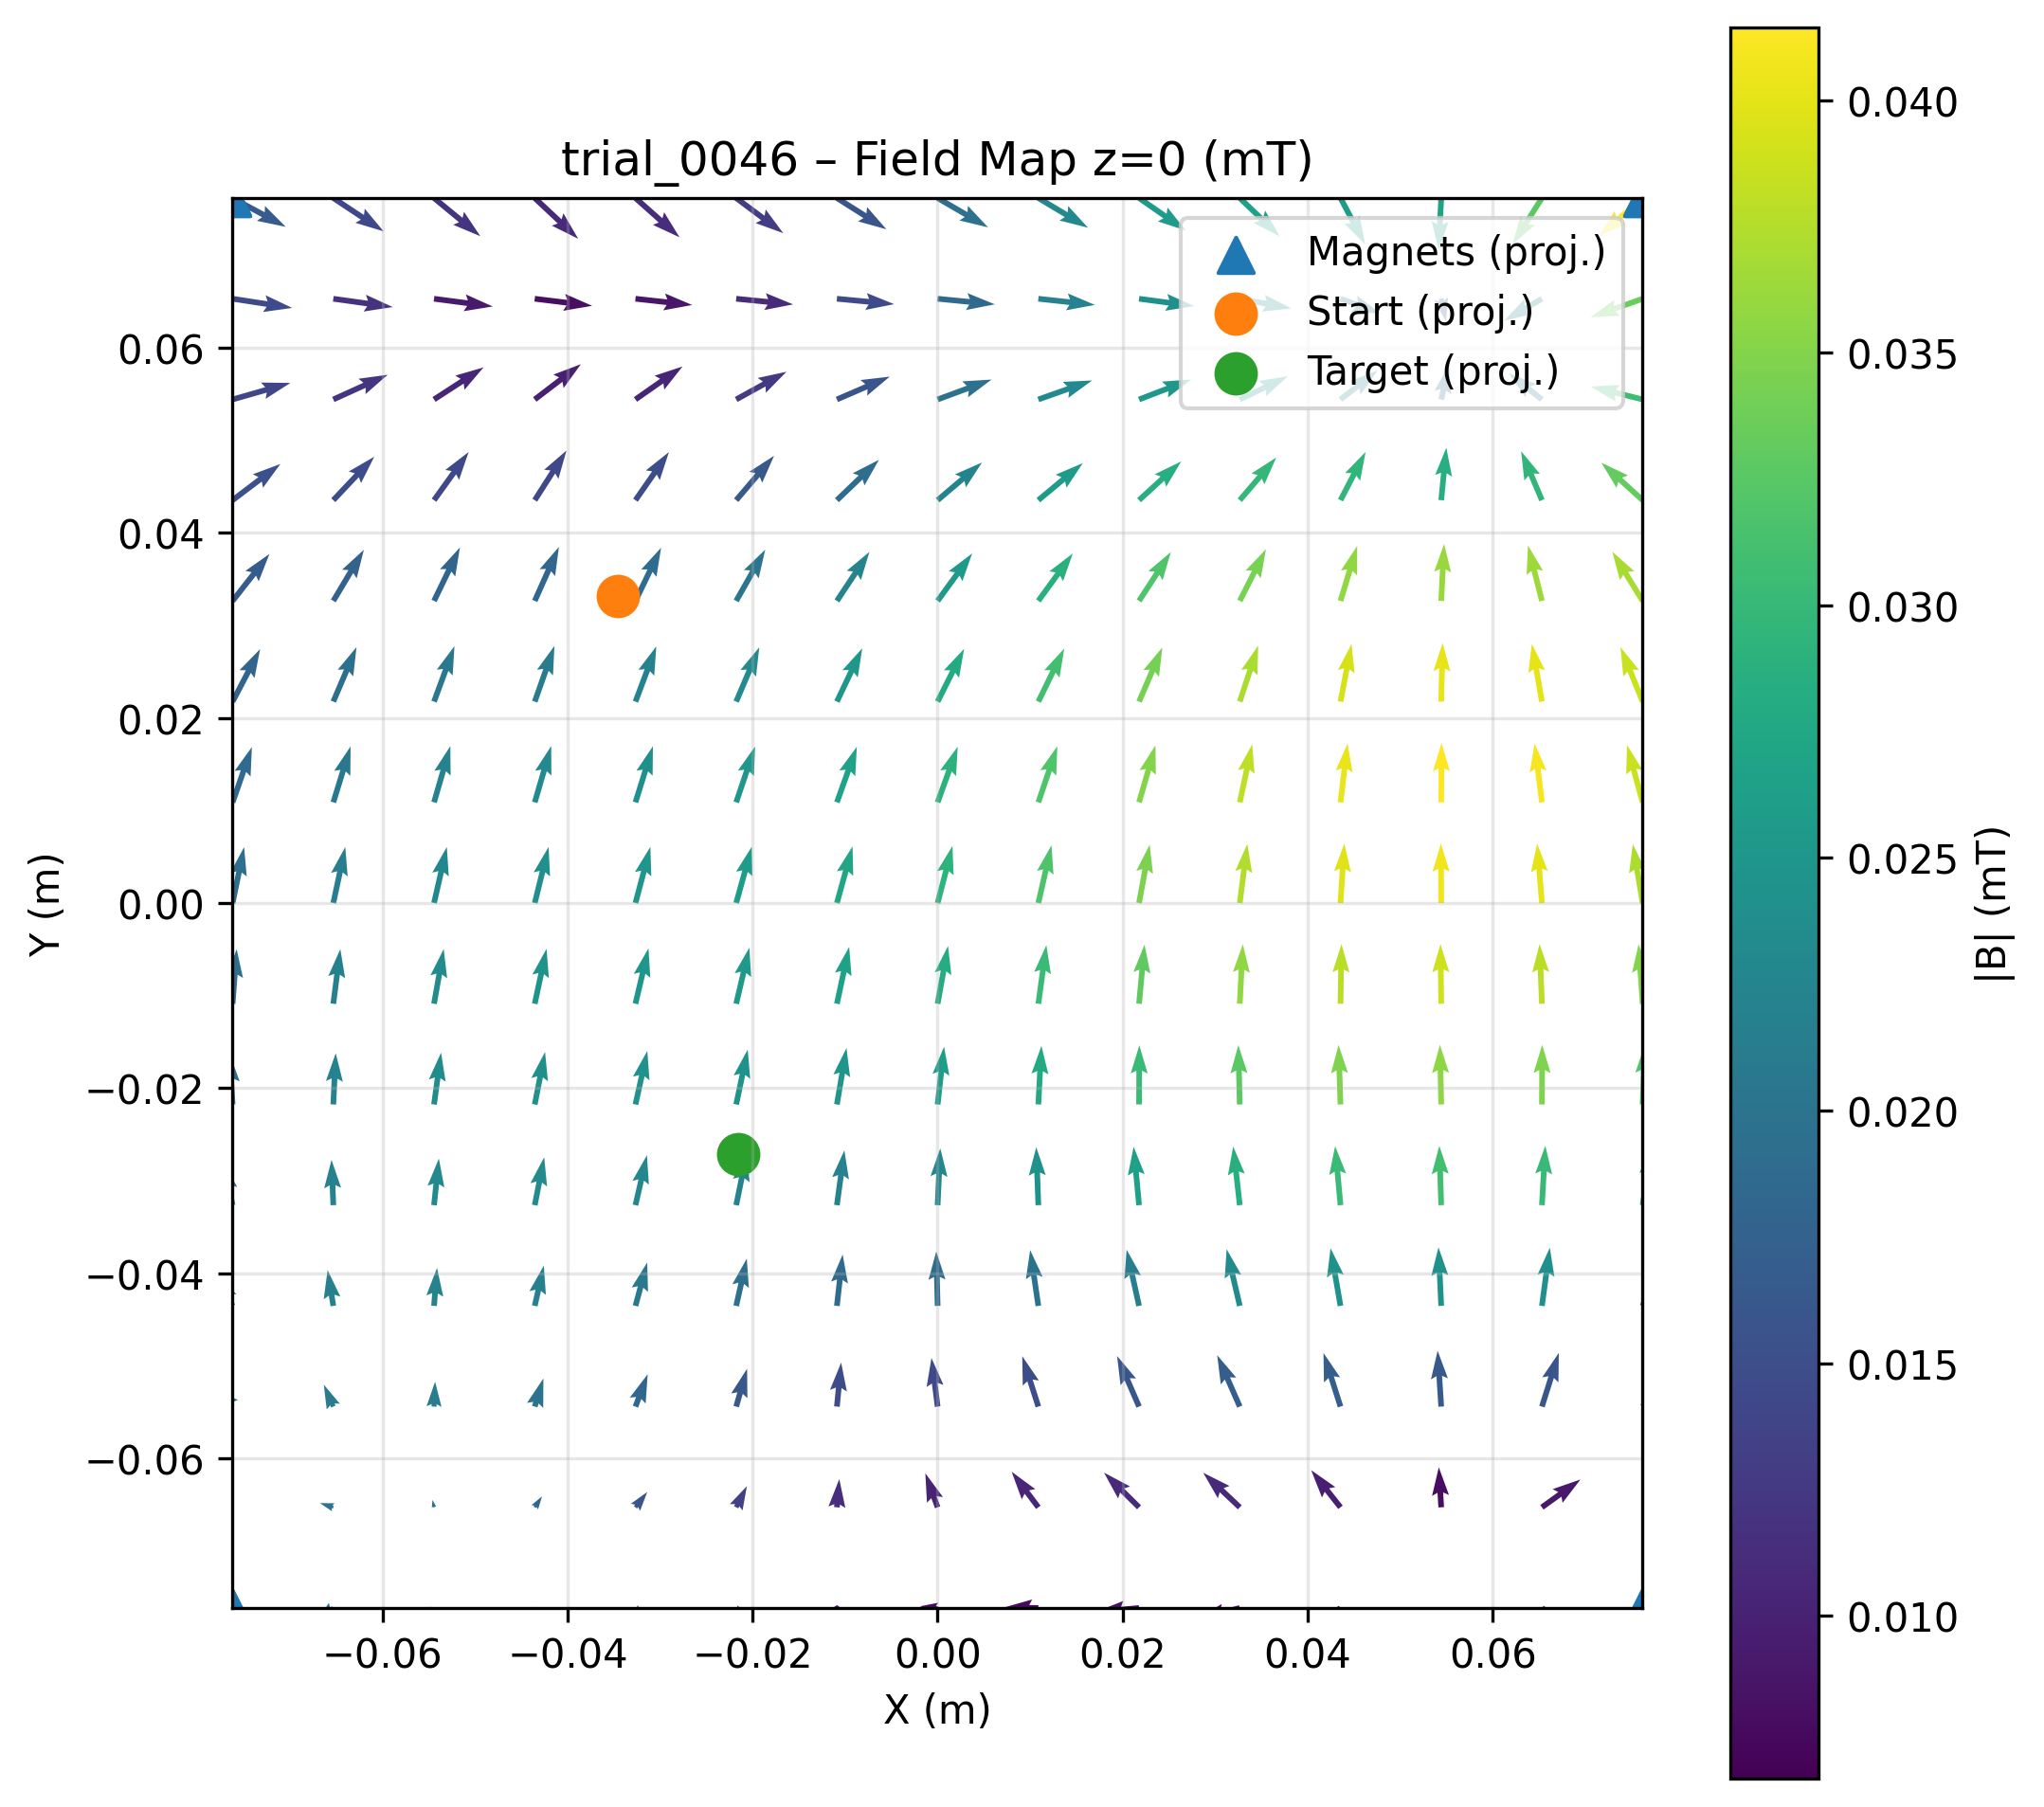 trial_0046 – Field Map z=0 (mT)
Magnets (proj.)
Start (proj.)
Target (proj.)
0.06
0.04
0.02
0.00
−0.02
−0.04
−0.06
Y (m)
−0.06 −0.04 −0.02 0.00 0.02 0.04 0.06
X (m)
0.040
0.035
0.030
0.025
0.020
0.015
0.010
|B| (mT)